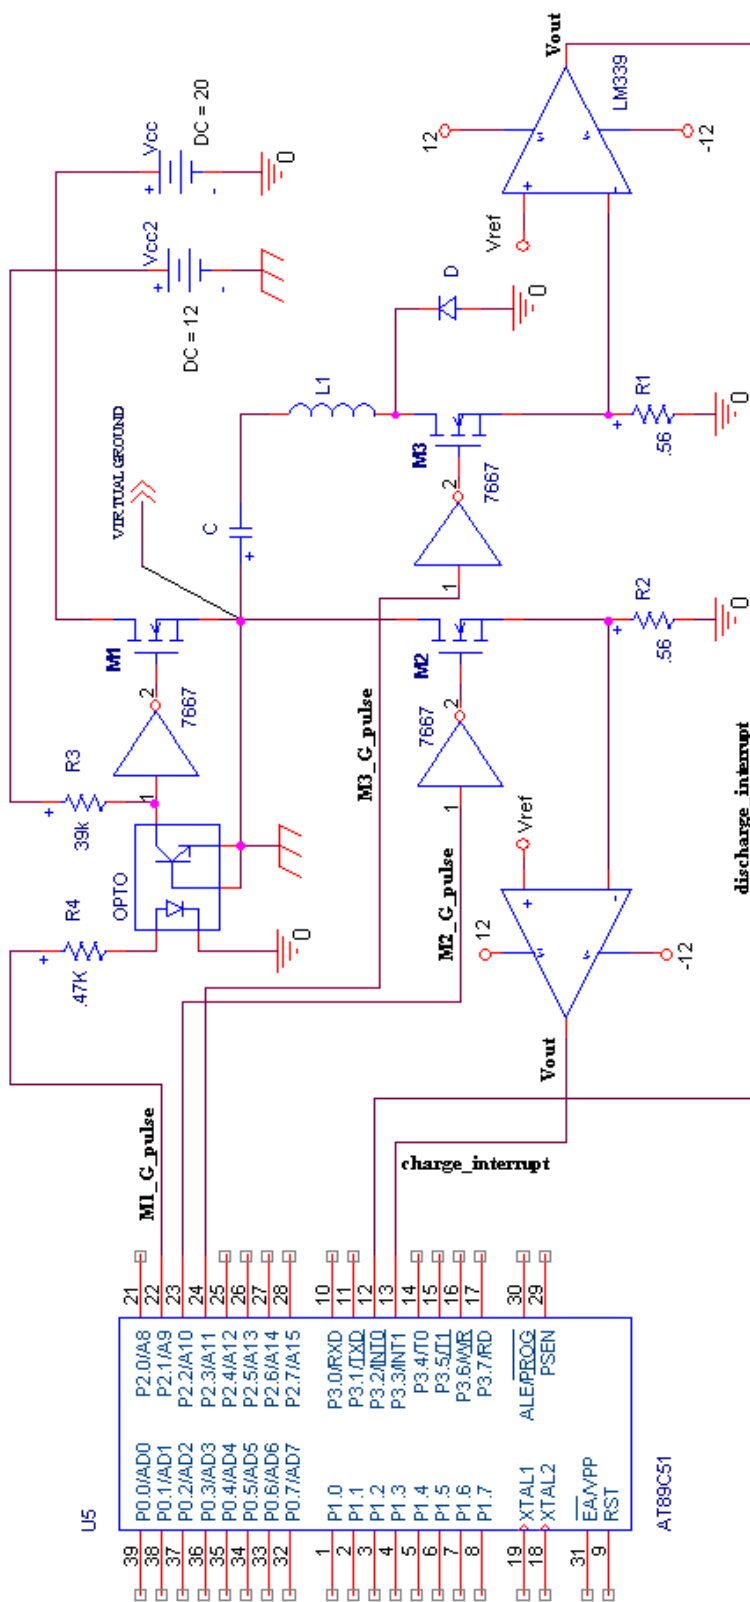 Vout
LM339
12
-12
Vref
Vcc
DC = 20
0
Vcc2
DC = 12
D
0
VIRTUAL GROUND
L1
C
M3
2
7667
1
R1
.56
0
M1
2
7667
1
R3
39k
R4
.47K
OPTO
0
M3_G_pulse
M2
2
7667
1
R2
.56
0
M2_G_pulse
Vref
12
-12
Vout
discharge_interrupt
charge_interrupt
M1_G_pulse
U5
AT89C51
39 P0.0/AD0 P2.0/A8 21
38 P0.1/AD1 P2.1/A9 22
37 P0.2/AD2 P2.2/A10 23
36 P0.3/AD3 P2.3/A11 24
35 P0.4/AD4 P2.4/A12 25
34 P0.5/AD5 P2.5/A13 26
33 P0.6/AD6 P2.6/A14 27
32 P0.7/AD7 P2.7/A15 28
1 P1.0 P3.0/RXD 10
2 P1.1 P3.1/TXD 11
3 P1.2 P3.2/INT0 12
4 P1.3 P3.3/INT1 13
5 P1.4 P3.4/T0 14
6 P1.5 P3.5/T1 15
7 P1.6 P3.6/WR 16
8 P1.7 P3.7/RD 17
19 XTAL1 ALE/PROG 30
18 XTAL2 PSEN 29
31 EA/VPP
9 RST